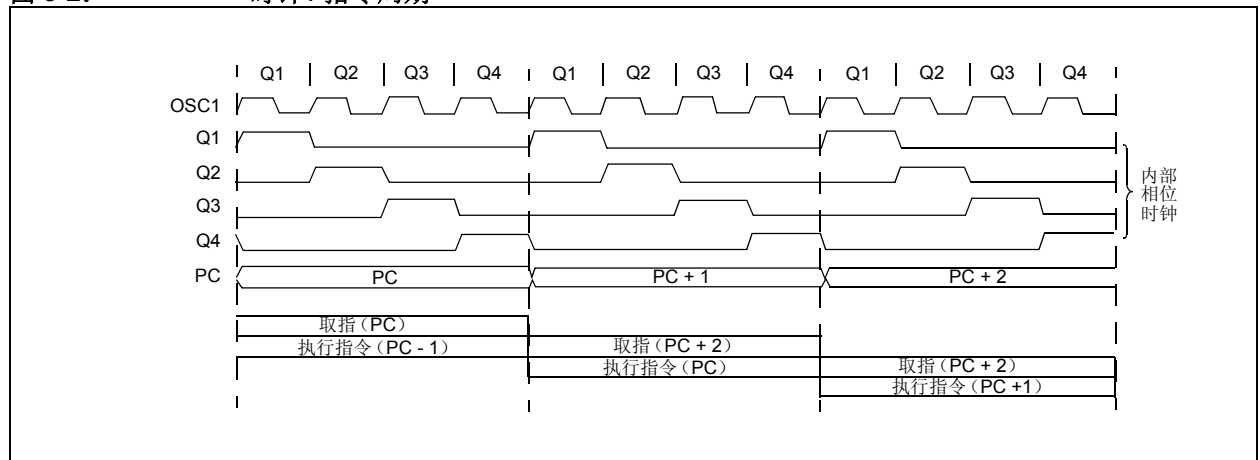 Q1 Q2 Q3 Q4 Q1 Q2 Q3 Q4 Q1 Q2 Q3 Q4
OSC1
Q1
Q2
Q3
Q4
内部
相位
时钟
PC PC PC + 1 PC + 2
取指（PC）
执行指令（PC - 1） 取指（PC + 2）
执行指令（PC） 取指（PC + 2）
执行指令（PC +1）